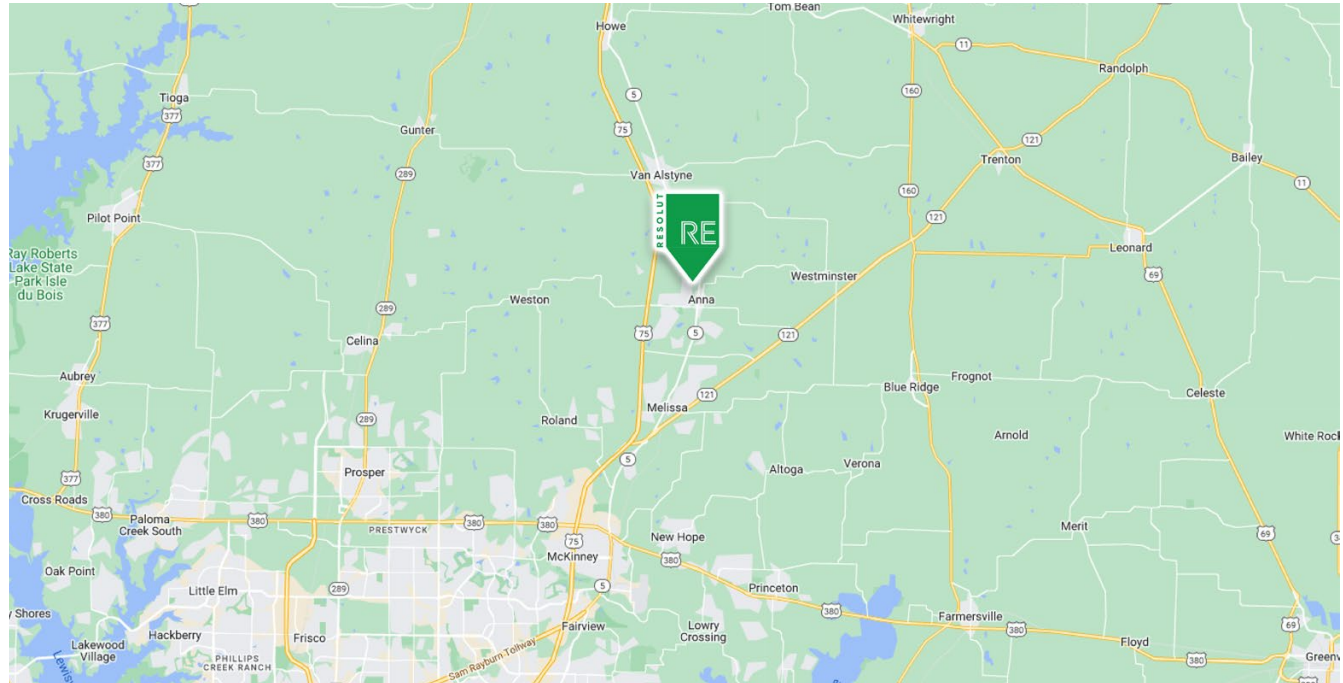 Tom Bean
Whitewright
Howe
11
Randolph
5
160
Tioga
377
75
Gunter
121
Trenton
Bailey
377
289
Van Alstyne
160
11
RESOLUT
RE
Pilot Point
121
Ray Roberts
Lake State
Park Isle
du Bois
Leonard
Westminster
69
Weston
Anna
289
377
75
5
121
Celina
Aubrey
Blue Ridge
Frognot
Celeste
Krugerville
121
Melissa
289
Roland
Arnold
White Rock
5
Prosper
Altoga
Verona
377
Cross Roads
380
Paloma
Creek South
380
PRESTWYCK
380
380
Merit
69
75
McKinney
New Hope
380
Oak Point
Little Elm
289
5
Princeton
y Shores
380
Farmersville
Fairview
Lowry
Crossing
380
69
Hackberry
Frisco
Floyd
Lakewood
Village
PHILLIPS
CREEK RANCH
Sam Rayburn Tollway
380
Greenv
Lewis